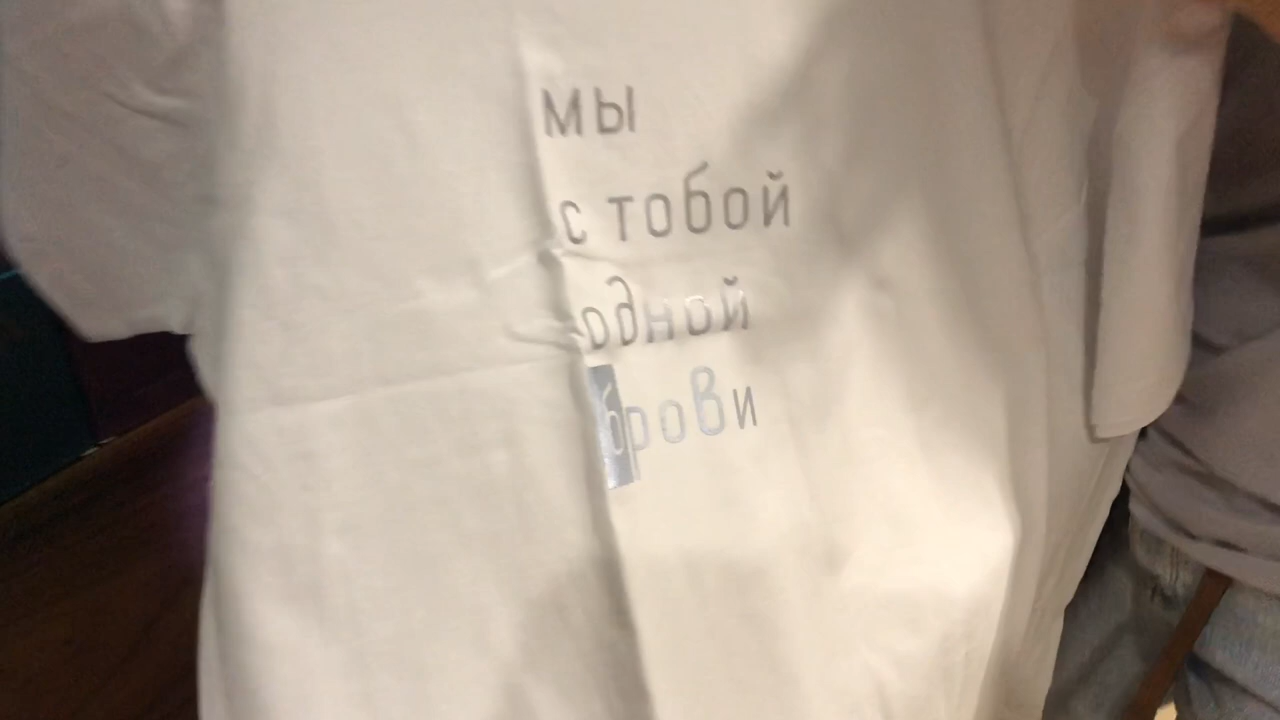 мы
с тобой
одной
брови